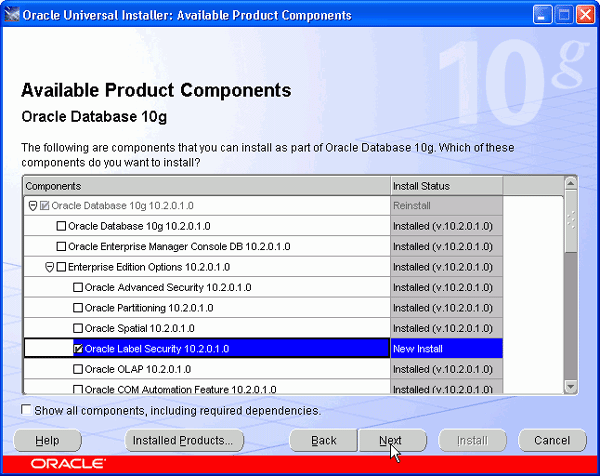 Oracle Universal Installer: Available Product Components
10g
Available Product Components
Oracle Database 10g
The following are components that you can install as part of Oracle Database 10g. Which of these
components do you want to install?
Components Install Status
Oracle Database 10g 10.2.0.1.0 Reinstall
Oracle Database 10g 10.2.0.1.0 Installed (v.10.2.0.1.0)
Oracle Enterprise Manager Console DB 10.2.0.1.0 Installed (v.10.2.0.1.0)
Enterprise Edition Options 10.2.0.1.0 Installed (v.10.2.0.1.0)
Oracle Advanced Security 10.2.0.1.0 Installed (v.10.2.0.1.0)
Oracle Partitioning 10.2.0.1.0 Installed (v.10.2.0.1.0)
Oracle Spatial 10.2.0.1.0 Installed (v.10.2.0.1.0)
Oracle Label Security 10.2.0.1.0 New Install
Oracle OLAP 10.2.0.1.0 Installed (v.10.2.0.1.0)
Oracle COM Automation Feature 10.2.0.1.0 Installed (v.10.2.0.1.0)
Show all components, including required dependencies.
Help Installed Products... Back Next Install Cancel
ORACLE